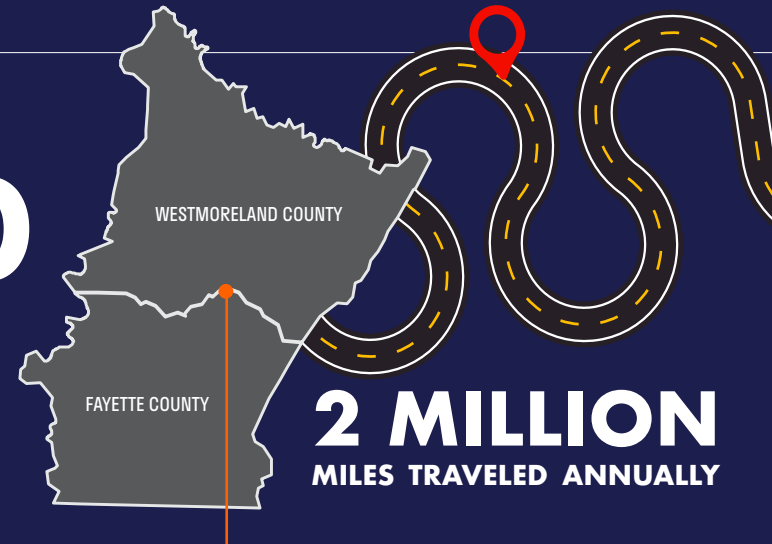 WESTMORELAND COUNTY
FAYETTE COUNTY
2 MILLION
MILES TRAVELED ANNUALLY